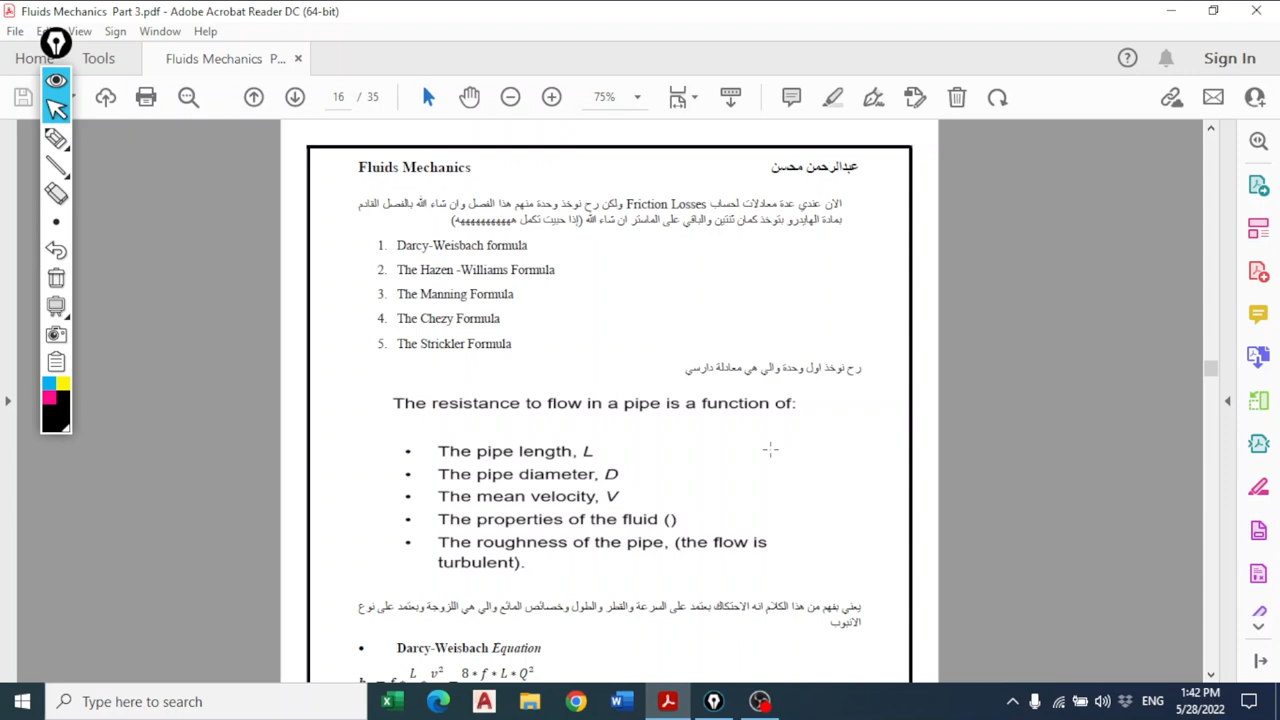 Fluids Mechanics Part 3.pdf - Adobe Acrobat Reader DC (64-bit)
File View Sign Window Help
Home Tools Fluids Mechanics P... Sign In
16 / 35 75%
Fluids Mechanics عبدالرحمن محسن
الان عندي عدة معادلات لحساب Friction Losses ولكن رح نوخذ وحدة منهم هذا الفصل وان شاء الله بالفصل القادم
بمادة الهايدرو بتوخذ كمان ثنتين والباقي على الماستر ان شاء الله (إذا حبيت تكمل هههههههههههه)
1. Darcy-Weisbach formula
2. The Hazen -Williams Formula
3. The Manning Formula
4. The Chezy Formula
5. The Strickler Formula
رح نوخذ اول وحدة والي هي معادلة دارسي
The resistance to flow in a pipe is a function of:
• The pipe length, L
• The pipe diameter, D
• The mean velocity, V
• The properties of the fluid ()
• The roughness of the pipe, (the flow is
turbulent).
يعني بفهم من هذا الكلام انه الاحتكاك يعتمد على السرعة والقطر والطول وخصائص المائع والي هي اللزوجة ويعتمد على نوع
الانبوب
• Darcy-Weisbach Equation
L v² 8 * f * L * Q²
Type here to search ENG 1:42 PM
5/28/2022